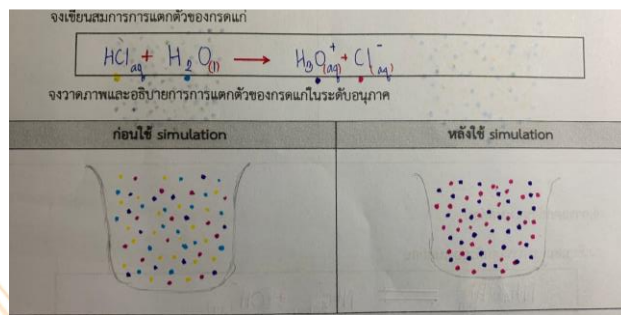 จงเขียนสมการการแตกตัวของกรดแก่
HCl aq + H2O(l) → H3O+(aq) + Cl-(aq)
จงวาดภาพและอธิบายการการแตกตัวของกรดแก่ในระดับอนุภาค
ก่อนใช้ simulation
หลังใช้ simulation